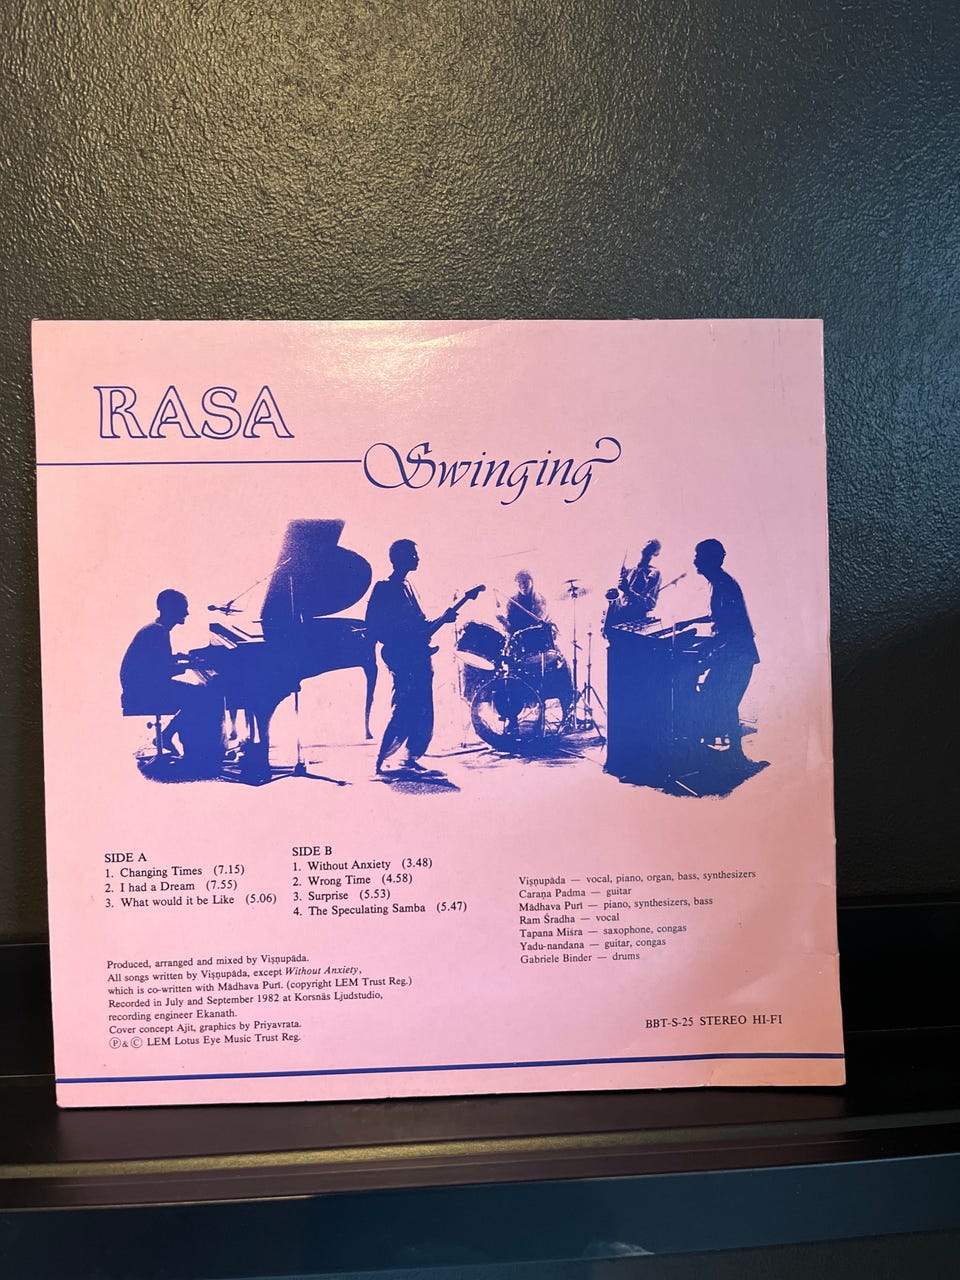 RASA
Swinging
SIDE A
1. Changing Times (7.15)
2. I had a Dream (7.55)
3. What would it be Like (5.06)
SIDE B
1. Without Anxiety (3.48)
2. Wrong Time (4.58)
3. Surprise (5.53)
4. The Speculating Samba (5.47)
Viṣṇupāda — vocal, piano, organ, bass, synthesizers
Caraṇa Padma — guitar
Mādhava Purī — piano, synthesizers, bass
Ram Śradha — vocal
Tapana Miśra — saxophone, congas
Yadu-nandana — guitar, congas
Gabriele Binder — drums
Produced, arranged and mixed by Viṣṇupāda.
All songs written by Viṣṇupāda, except Without Anxiety,
which is co-written with Mādhava Purī. (copyright LEM Trust Reg.)
Recorded in July and September 1982 at Korsnäs Ljudstudio,
recording engineer Ekanath.
Cover concept Ajit, graphics by Priyavrata.
Ⓟ & Ⓒ LEM Lotus Eye Music Trust Reg.
BBT-S-25 STEREO HI-FI